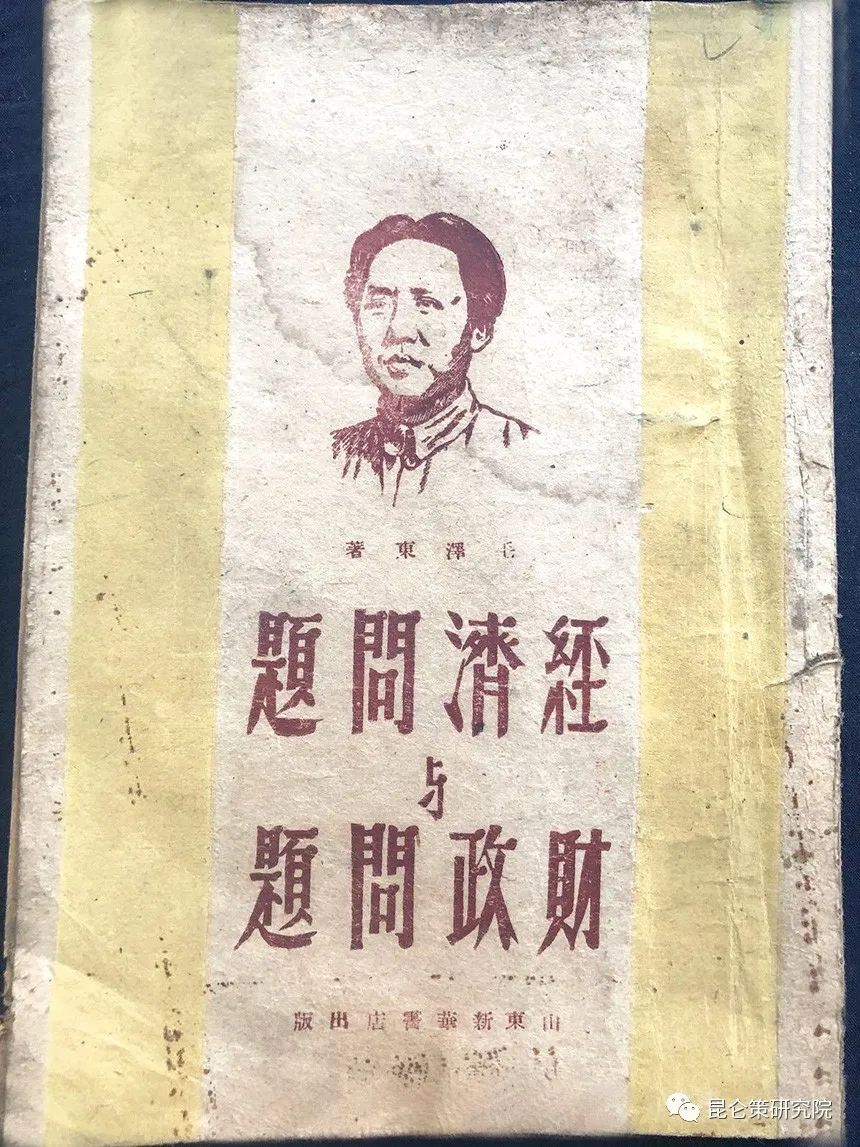 毛澤東著
經濟問題
与
財政問題
山東新華書店出版
昆仑策研究院